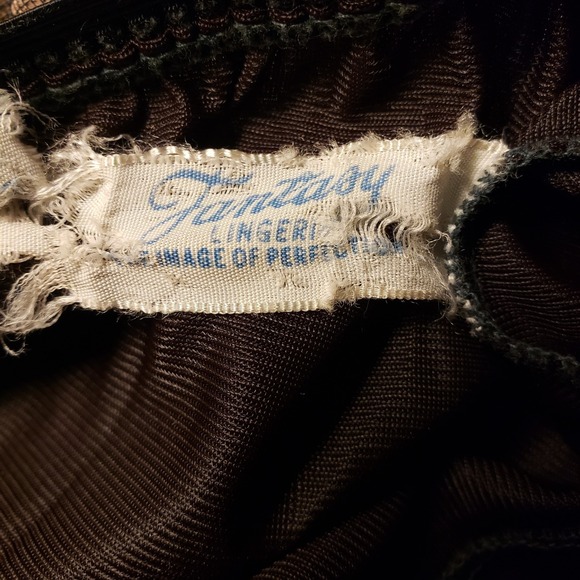 Fantasy
LINGERI
IMAGE OF PERFECTION